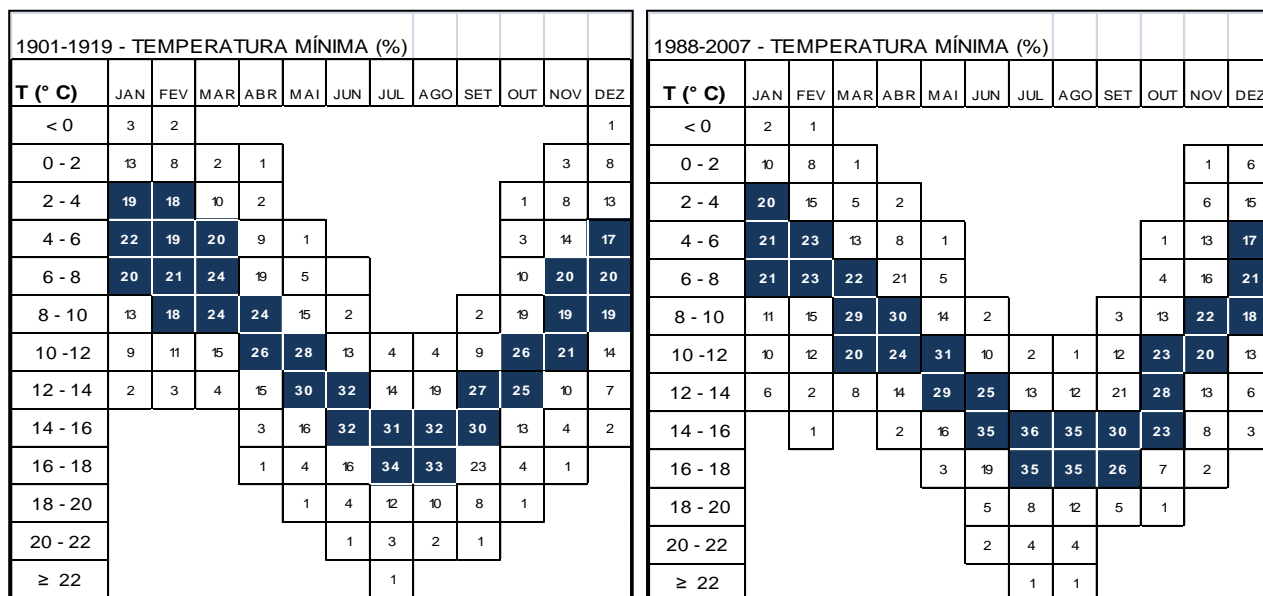 1901-1919 - TEMPERATURA MÍNIMA (%)
T (° C) JAN FEV MAR ABR MAI JUN JUL AGO SET OUT NOV DEZ
< 0 3 2 1
0 - 2 13 8 2 1 3 8
2 - 4 19 18 10 2 1 8 13
4 - 6 22 19 20 9 1 3 14 17
6 - 8 20 21 24 19 5 10 20 20
8 - 10 13 18 24 24 15 2 2 19 19 19
10 -12 9 11 15 26 28 13 4 4 9 26 21 14
12 - 14 2 3 4 15 30 32 14 19 27 25 10 7
14 - 16 3 16 32 31 32 30 13 4 2
16 - 18 1 4 16 34 33 23 4 1
18 - 20 1 4 12 10 8 1
20 - 22 1 3 2 1
≥ 22 1
1988-2007 - TEMPERATURA MÍNIMA (%)
T (° C) JAN FEV MAR ABR MAI JUN JUL AGO SET OUT NOV DEZ
< 0 2 1
0 - 2 10 8 1 1 6
2 - 4 20 15 5 2 6 15
4 - 6 21 23 13 8 1 1 13 17
6 - 8 21 23 22 21 5 4 16 21
8 - 10 11 15 29 30 14 2 3 13 22 18
10 -12 10 12 20 24 31 10 2 1 12 23 20 13
12 - 14 6 2 8 14 29 25 13 12 21 28 13 6
14 - 16 1 2 16 35 36 35 30 23 8 3
16 - 18 3 19 35 35 26 7 2
18 - 20 5 8 12 5 1
20 - 22 2 4 4
≥ 22 1 1